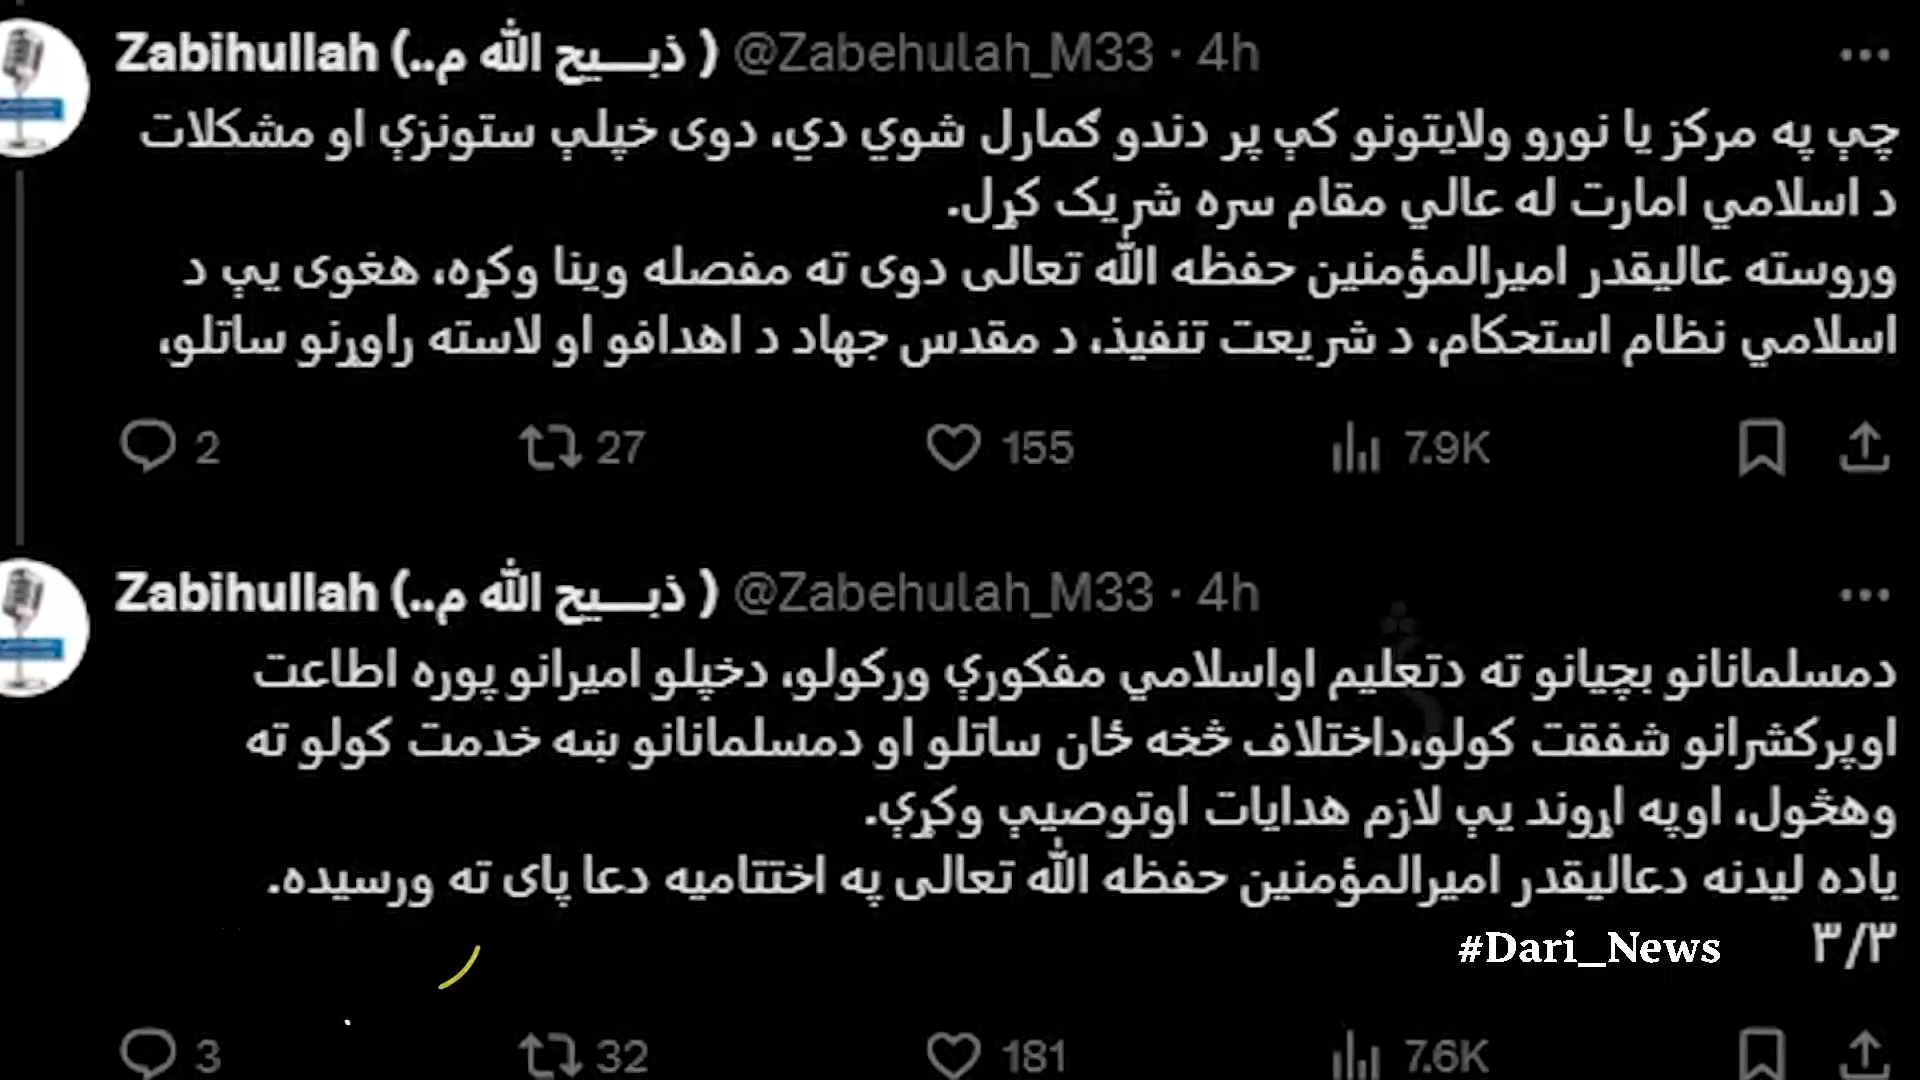 Zabihullah (..ذبـــيح الله م ) @Zabehulah_M33 · 4h
چې په مرکز یا نورو ولایتونو کې پر دندو ګمارل شوي دي، دوی خپلې ستونزې او مشکلات
د اسلامي امارت له عالي مقام سره شریک کړل.
وروسته عالیقدر امیرالمؤمنین حفظه الله تعالی دوی ته مفصله وینا وکړه، هغوی یې د
اسلامي نظام استحکام، د شریعت تنفیذ، د مقدس جهاد د اهدافو او لاسته راوړنو ساتلو،
2 27 155 7.9K
Zabihullah (..ذبـــيح الله م ) @Zabehulah_M33 · 4h
دمسلمانانو بچیانو ته دتعلیم اواسلامي مفکورې ورکولو، دخپلو امیرانو پوره اطاعت
اوپرکشرانو شفقت کولو،داختلاف څخه ځان ساتلو او دمسلمانانو ښه خدمت کولو ته
وهڅول، اوپه اړوند یې لازم هدایات اوتوصیې وکړې.
یاده لیدنه دعالیقدر امیرالمؤمنین حفظه الله تعالی په اختتامیه دعا پای ته ورسیده.
۳/۳
#Dari_News
3 32 181 7.6K